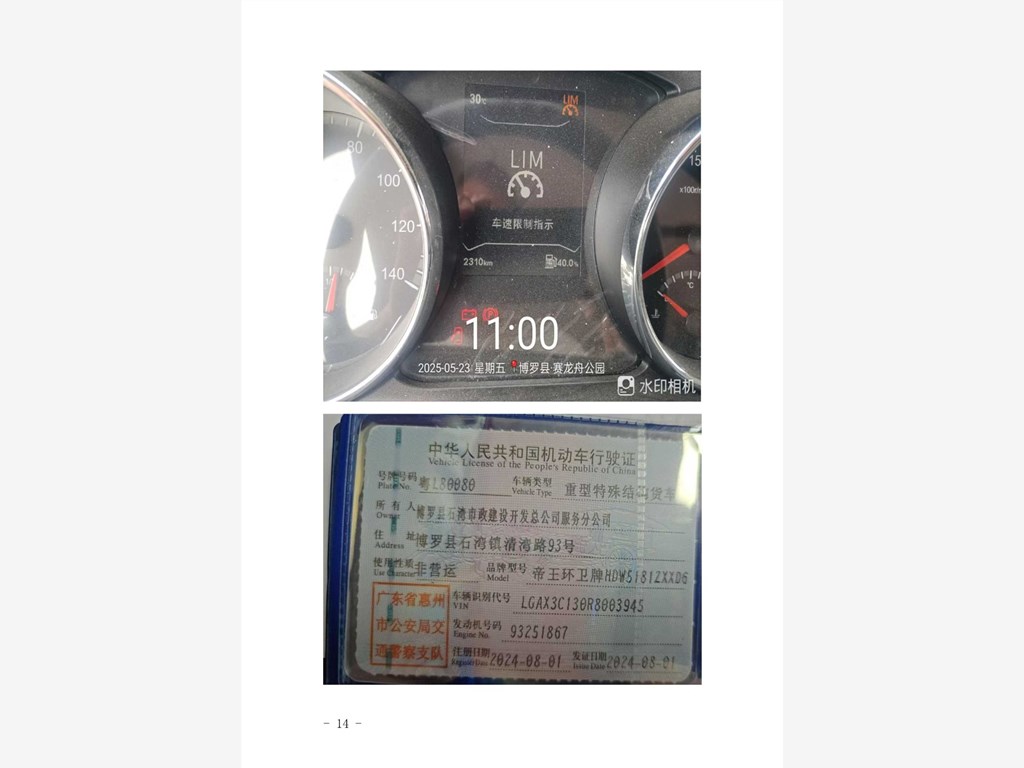 30℃
LIM
80
LIM
15
100
x100r
120
车速限制指示
140
2310km
40.0%
℃
P
11:00
2025-05-23 星期五 博罗县·赛龙舟公园
水印相机
中华人民共和国机动车行驶证
Vehicle License of the People's Republic of China
号牌号码 粤L80080 车辆类型 重型特殊结构货车
Plate No. Vehicle Type
所有人 博罗县石湾市政建设开发总公司服务分公司
Owner
住址 博罗县石湾镇清湾路93号
Address
使用性质 非营运 品牌型号 帝王环卫牌HDW5181ZXXD6
Use Character Model
广东省惠州
市公安局交
通警察支队
车辆识别代号 LGAX3C130R8003945
VIN
发动机号码 93251867
Engine No.
注册日期 2024-08-01 发证日期 2024-08-01
Register Date Issue Date
- 14 -